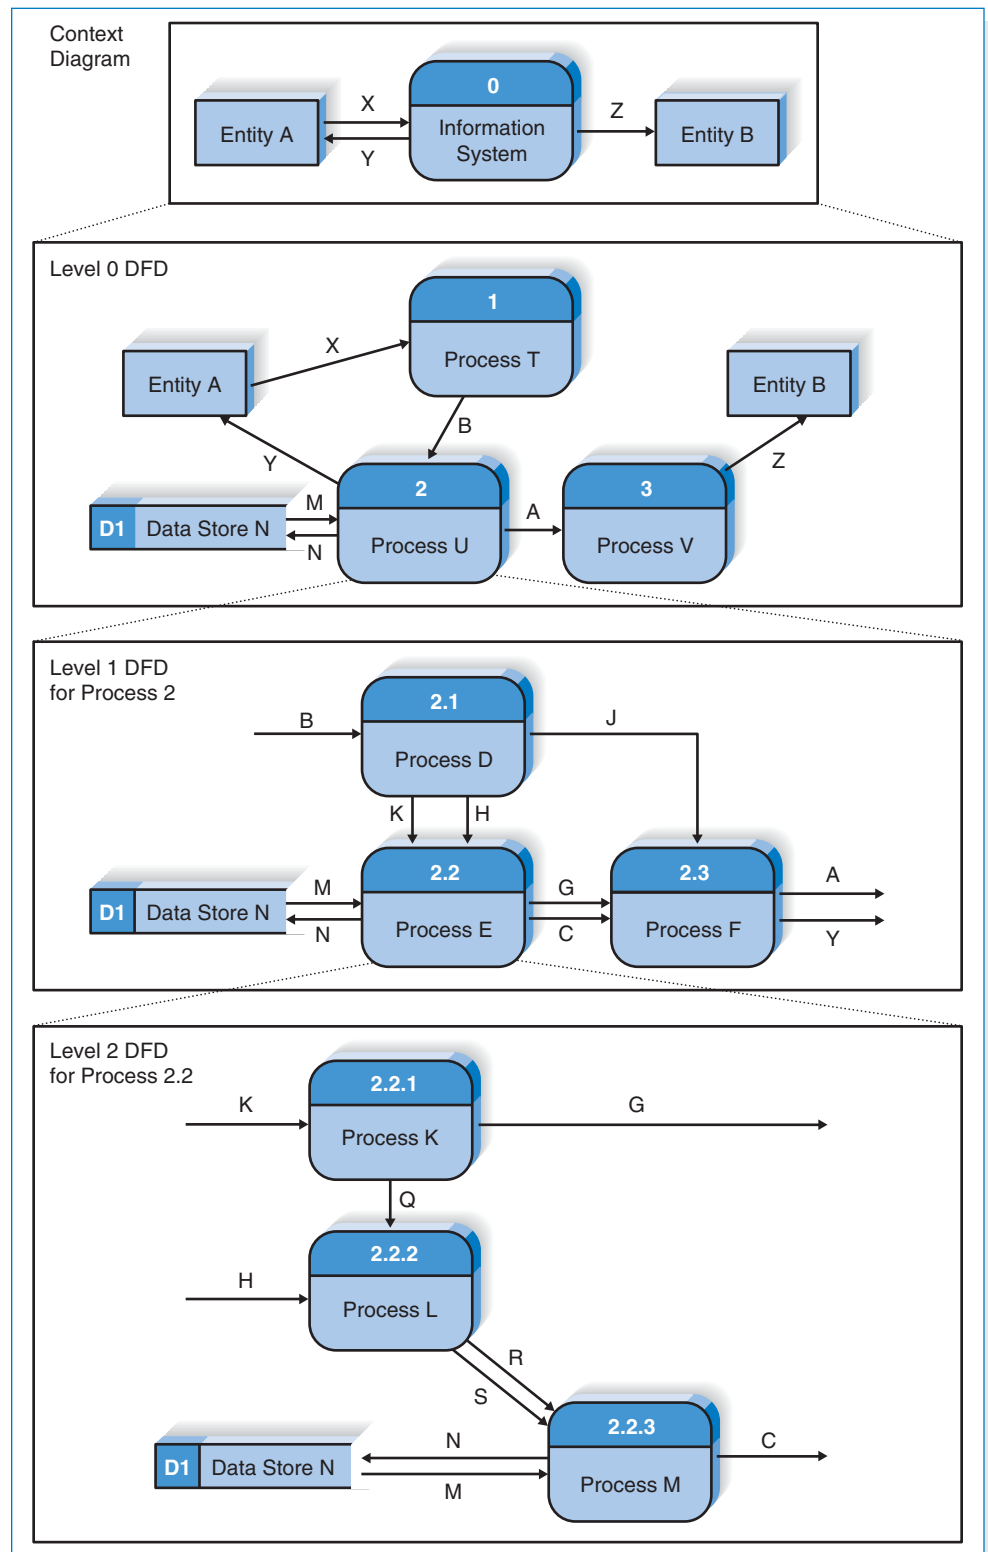 Context
Diagram
0
X
Z
Entity A
Information
System
Entity B
Y
Level 0 DFD
1
X
Process T
Entity A
Entity B
B
Y
Z
2
3
M
A
D1 Data Store N
Process U
Process V
N
Level 1 DFD
for Process 2
2.1
B
J
Process D
K
H
2.2
2.3
M
G
A
D1 Data Store N
Process E
Process F
N
C
Y
Level 2 DFD
for Process 2.2
2.2.1
K
G
Process K
Q
2.2.2
H
Process L
R
S
2.2.3
N
C
D1 Data Store N
Process M
M